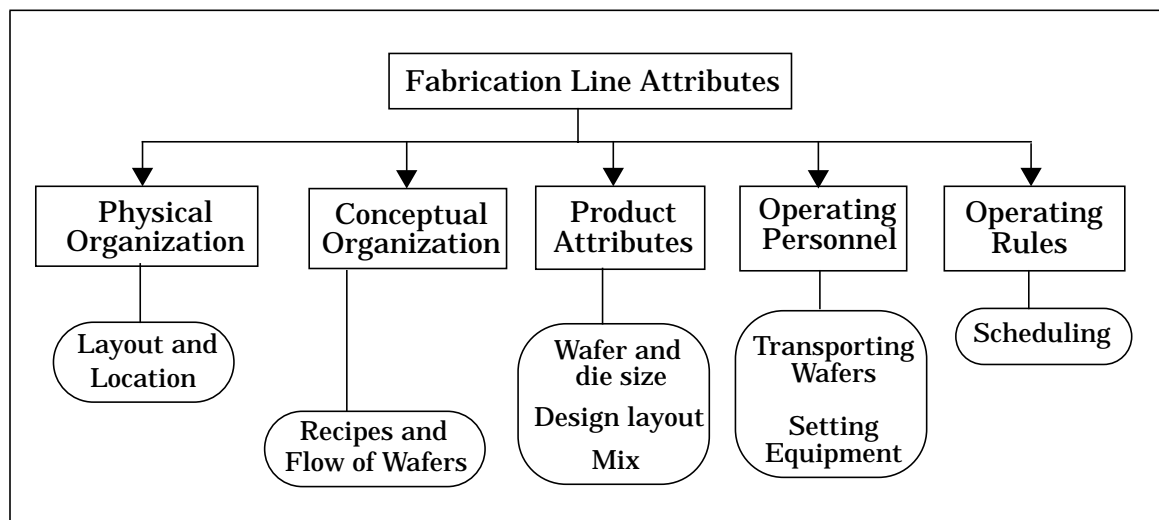 Fabrication Line Attributes
Physical
Organization
Conceptual
Organization
Product
Attributes
Operating
Personnel
Operating
Rules
Layout and
Location
Recipes and
Flow of Wafers
Wafer and
die size
Design layout
Mix
Transporting
Wafers
Setting
Equipment
Scheduling